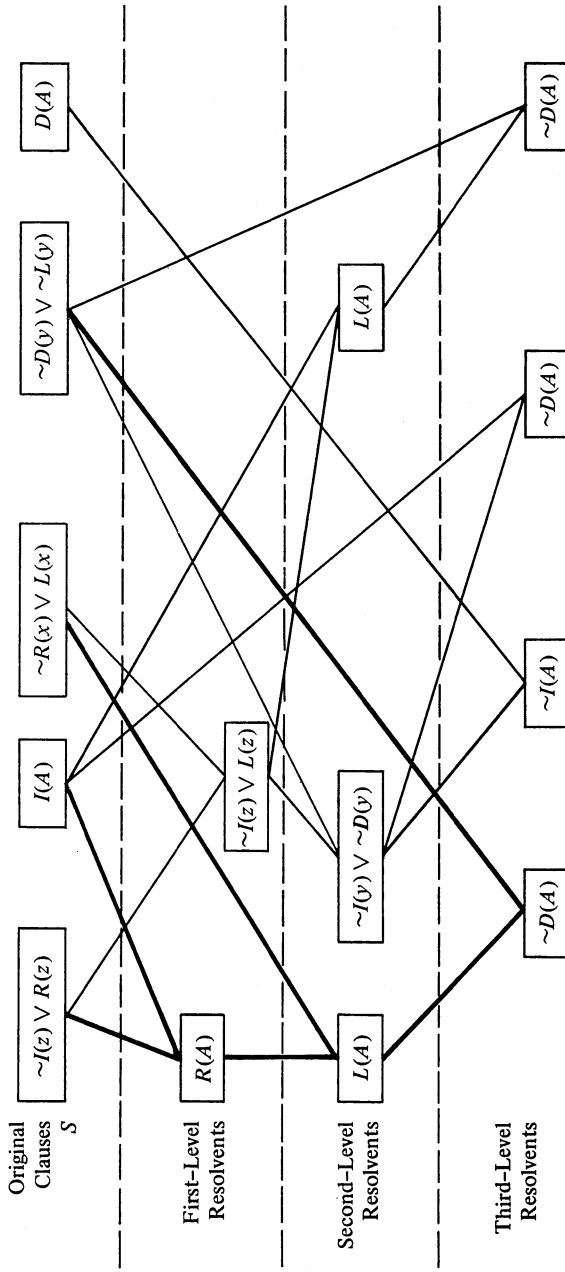 Original
Clauses
S
~I(z) ∨ R(z)
I(A)
~R(x) ∨ L(x)
~D(y) ∨ ~L(y)
D(A)
First-Level
Resolvents
R(A)
~I(z) ∨ L(z)
Second-Level
Resolvents
L(A)
~I(y) ∨ ~D(y)
L(A)
Third-Level
Resolvents
~D(A)
~I(A)
~D(A)
~D(A)